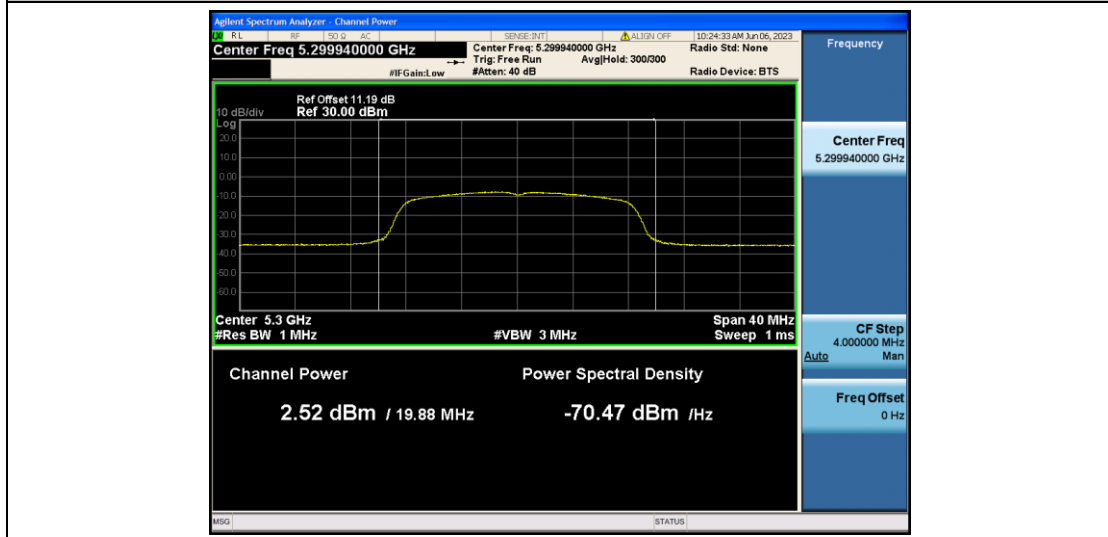 Agilent Spectrum Analyzer - Channel Power
RL RF 50 Ω AC SENSE:INT ALIGN OFF 10:24:33 AM Jun 06, 2023
Center Freq 5.299940000 GHz
Center Freq: 5.299940000 GHz
Radio Std: None
Trig: Free Run Avg|Hold: 300/300
#IFGain:Low
#Atten: 40 dB
Radio Device: BTS
Frequency
Ref Offset 11.19 dB
10 dB/div Ref 30.00 dBm
Log
20.0
10.0
0.00
-10.0
-20.0
-30.0
-40.0
-50.0
-60.0
Center 5.3 GHz Span 40 MHz
#Res BW 1 MHz #VBW 3 MHz Sweep 1 ms
Channel Power Power Spectral Density
2.52 dBm / 19.88 MHz -70.47 dBm /Hz
Center Freq
5.299940000 GHz
CF Step
4.000000 MHz
Auto Man
Freq Offset
0 Hz
MSG STATUS